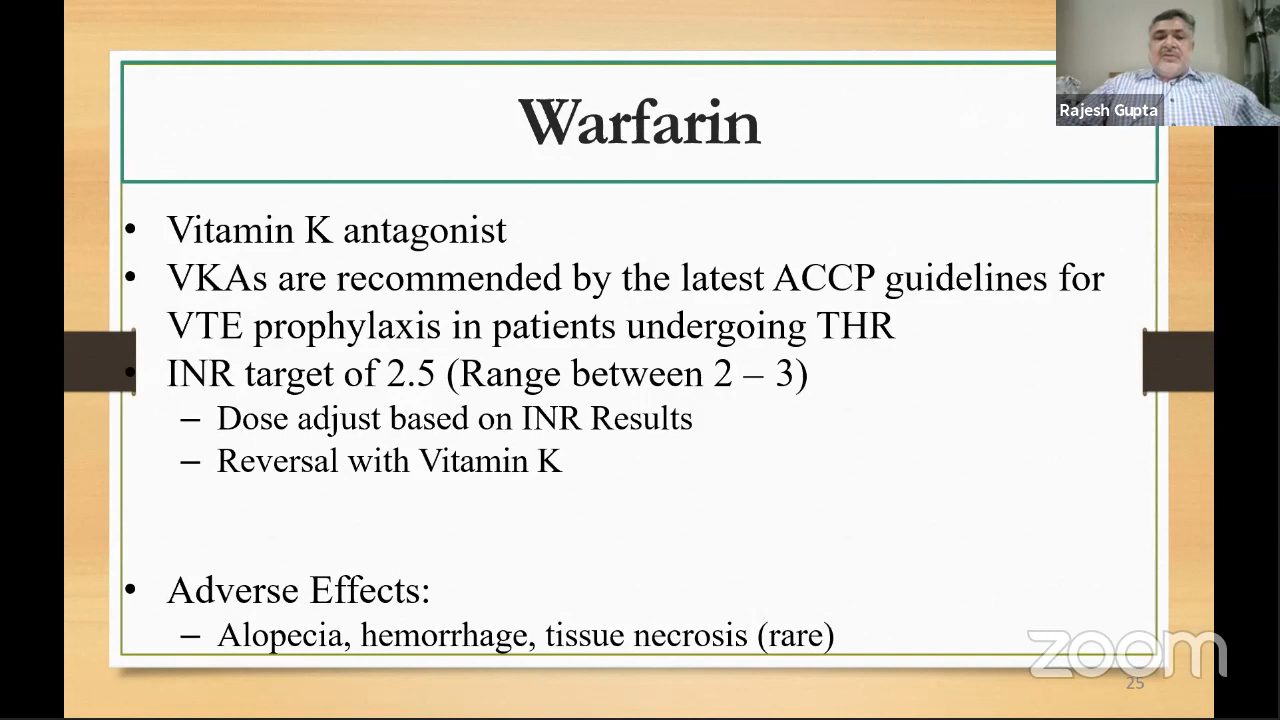 Rajesh Gupta
Warfarin
• Vitamin K antagonist
• VKAs are recommended by the latest ACCP guidelines for
VTE prophylaxis in patients undergoing THR
• INR target of 2.5 (Range between 2 – 3)
– Dose adjust based on INR Results
– Reversal with Vitamin K
• Adverse Effects:
– Alopecia, hemorrhage, tissue necrosis (rare)
zoom
25